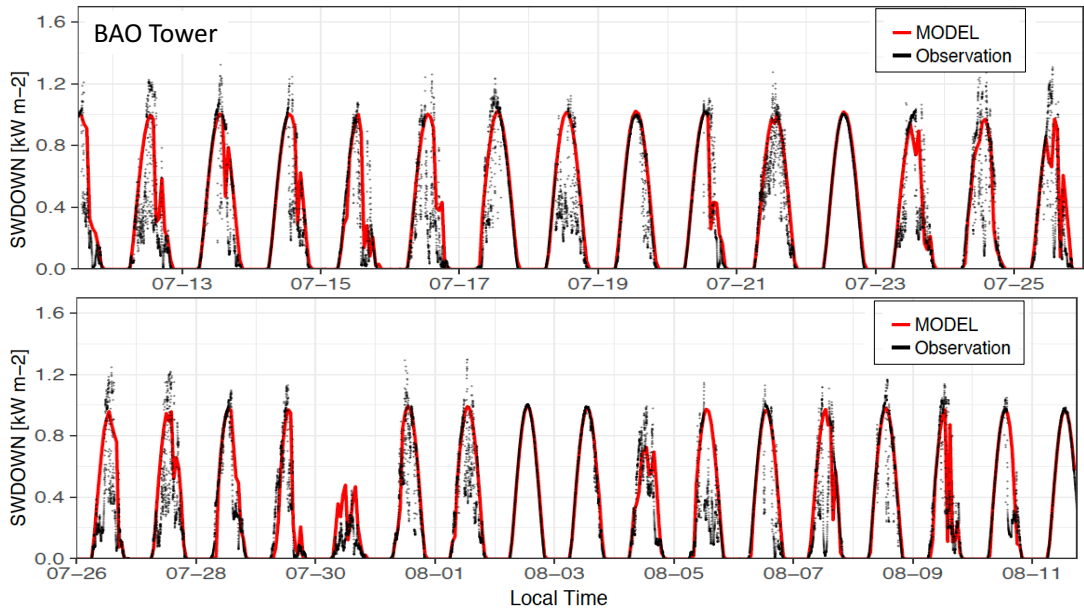 BAO Tower
MODEL
Observation
SWDOWN [kW m-2]
1.6
1.2
0.8
0.4
0.0
07-13 07-15 07-17 07-19 07-21 07-23 07-25
MODEL
Observation
SWDOWN [kW m-2]
1.6
1.2
0.8
0.4
0.0
07-26 07-28 07-30 08-01 08-03 08-05 08-07 08-09 08-11
Local Time